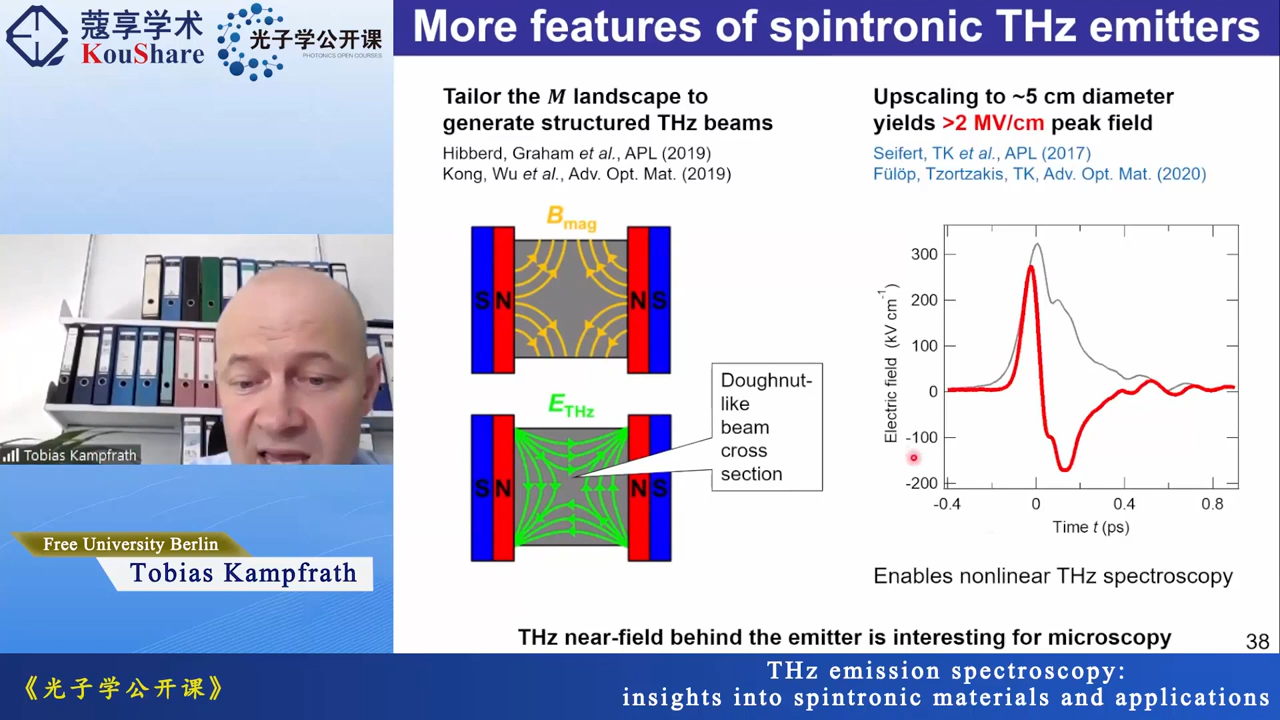 蔻享学术
KouShare
光子学公开课
PHOTONICS OPEN COURSES
More features of spintronic THz emitters
Tailor the M landscape to
generate structured THz beams
Hibberd, Graham et al., APL (2019)
Kong, Wu et al., Adv. Opt. Mat. (2019)
Upscaling to ~5 cm diameter
yields >2 MV/cm peak field
Seifert, TK et al., APL (2017)
Fülöp, Tzortzakis, TK, Adv. Opt. Mat. (2020)
Bmag
S N N S
ETHz
S N N S
Doughnut-
like
beam
cross
section
Electric field (kV cm⁻¹)
300
200
100
0
-100
-200
-0.4 0 0.4 0.8
Time t (ps)
Enables nonlinear THz spectroscopy
THz near-field behind the emitter is interesting for microscopy
38
Tobias Kampfrath
Free University Berlin
Tobias Kampfrath
《光子学公开课》
THz emission spectroscopy:
insights into spintronic materials and applications